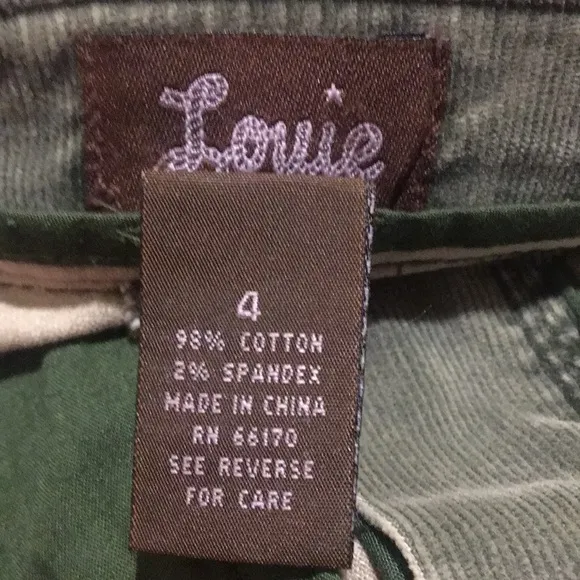 Louie
4
98% COTTON
2% SPANDEX
MADE IN CHINA
RN 66170
SEE REVERSE
FOR CARE